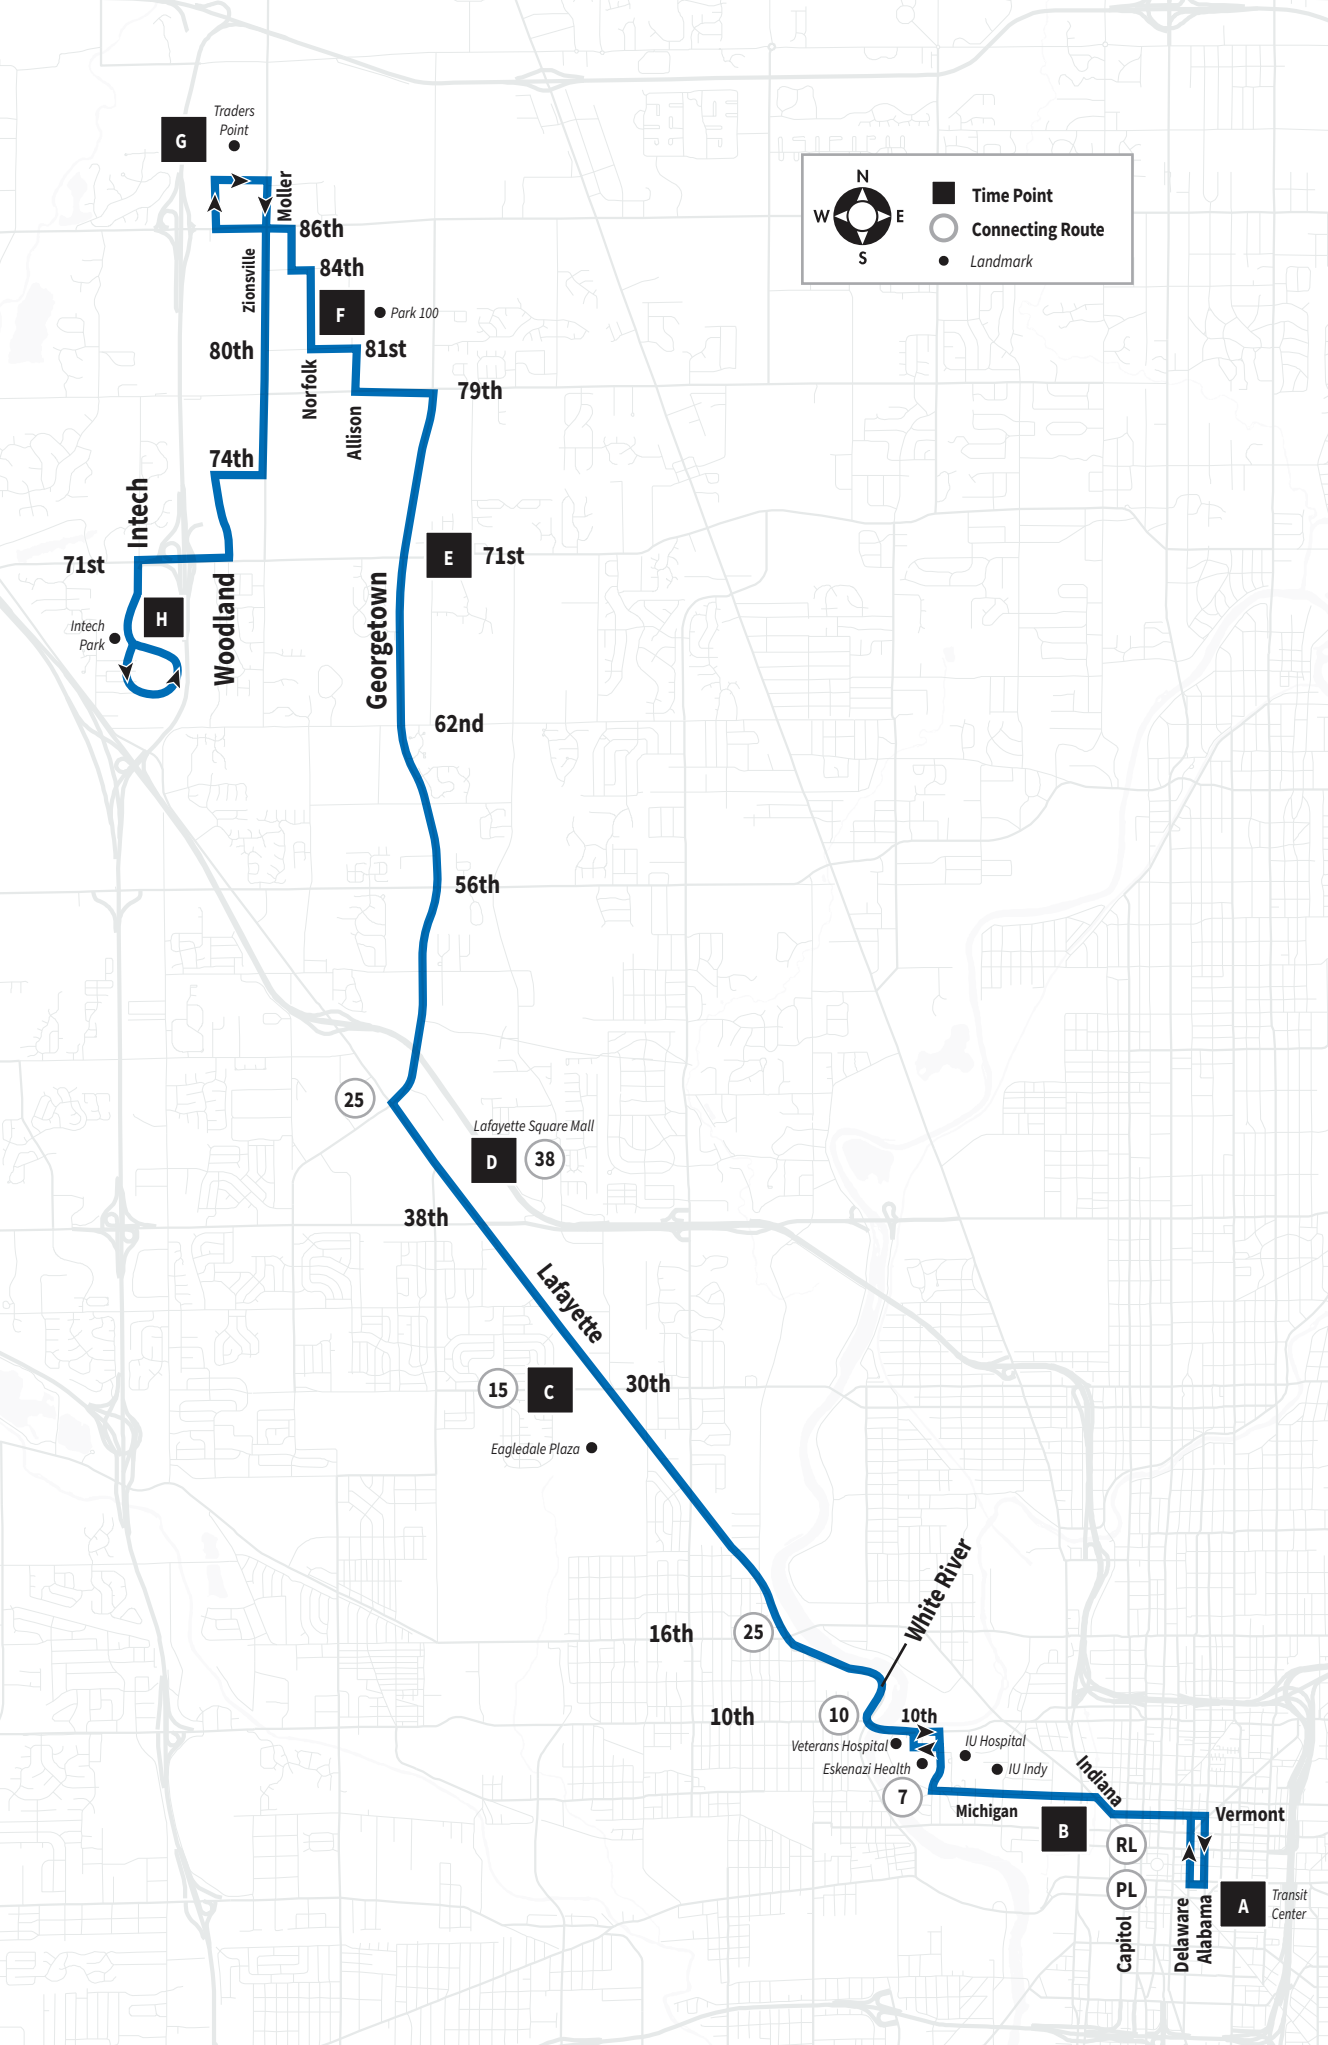 Traders
Point
G
Moller
86th
Zionsville
84th
F
Park 100
80th
81st
Norfolk
79th
Allison
74th
Intech
71st
E
71st
Woodland
H
Intech
Park
Georgetown
62nd
56th
25
Lafayette Square Mall
D
38
38th
Lafayette
15
C
30th
Eagledale Plaza
White River
16th
25
10th
10
10th
Veterans Hospital
IU Hospital
Eskenazi Health
IU Indy
7
Michigan
Indiana
Vermont
B
RL
PL
Capitol
Delaware
Alabama
A
Transit
Center
N
W
E
S
Time Point
Connecting Route
Landmark